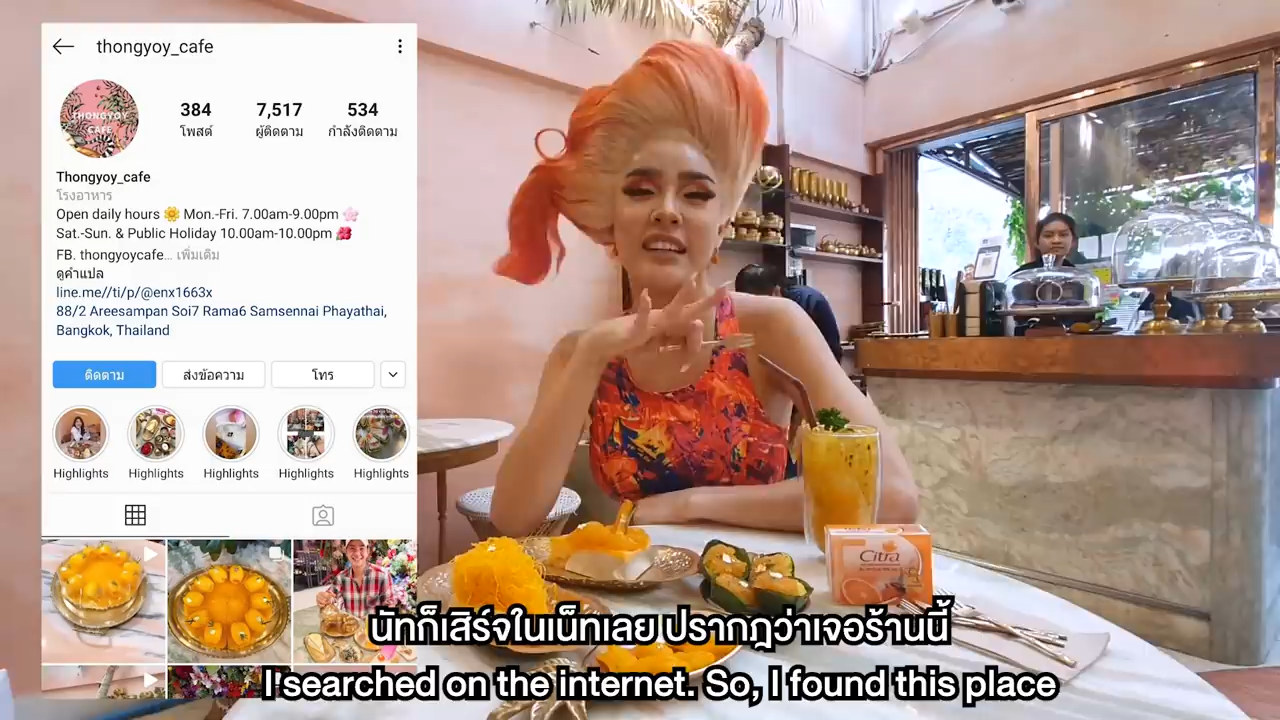 thongyoy_cafe
384
7,517
534
โพสต์
ผู้ติดตาม
กำลังติดตาม
THONGYOY
CAFE
Thongyoy_cafe
โรงอาหาร
Open daily hours 🌞 Mon.-Fri. 7.00am-9.00pm 🌸
Sat.-Sun. & Public Holiday 10.00am-10.00pm 🌺
FB. thongyoycafe… เพิ่มเติม
ดูคำแปล
line.me//ti/p/@enx1663x
88/2 Areesampan Soi7 Rama6 Samsennai Phayathai,
Bangkok, Thailand
ติดตาม
ส่งข้อความ
โทร
Highlights
Highlights
Highlights
Highlights
Highlights
Citra
นัทก็เสิร์จในเน็ทเลย ปรากฏว่าเจอร้านนี้
I searched on the internet. So, I found this place